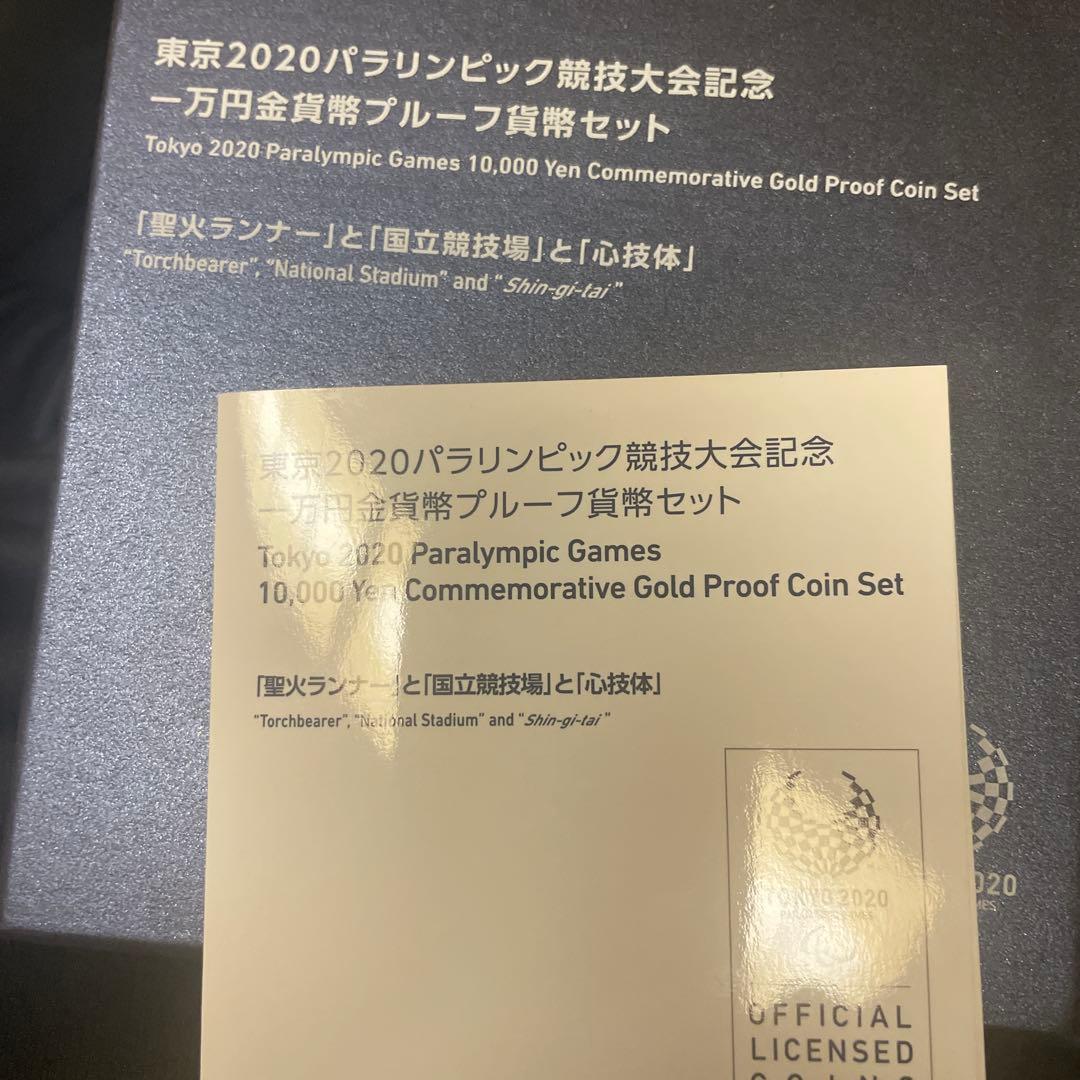 東京2020パラリンピック競技大会記念
一万円金貨幣プルーフ貨幣セット
Tokyo 2020 Paralympic Games 10,000 Yen Commemorative Gold Proof Coin Set
「聖火ランナー」と「国立競技場」と「心技体」
"Torchbearer", "National Stadium" and "Shin-gi-tai"
東京2020パラリンピック競技大会記念
一万円金貨幣プルーフ貨幣セット
Tokyo 2020 Paralympic Games
10,000 Yen Commemorative Gold Proof Coin Set
「聖火ランナー」と「国立競技場」と「心技体」
"Torchbearer", "National Stadium" and "Shin-gi-tai"
TOKYO 2020
PARALYMPIC GAMES
020
MES
OFFICIAL
LICENSED